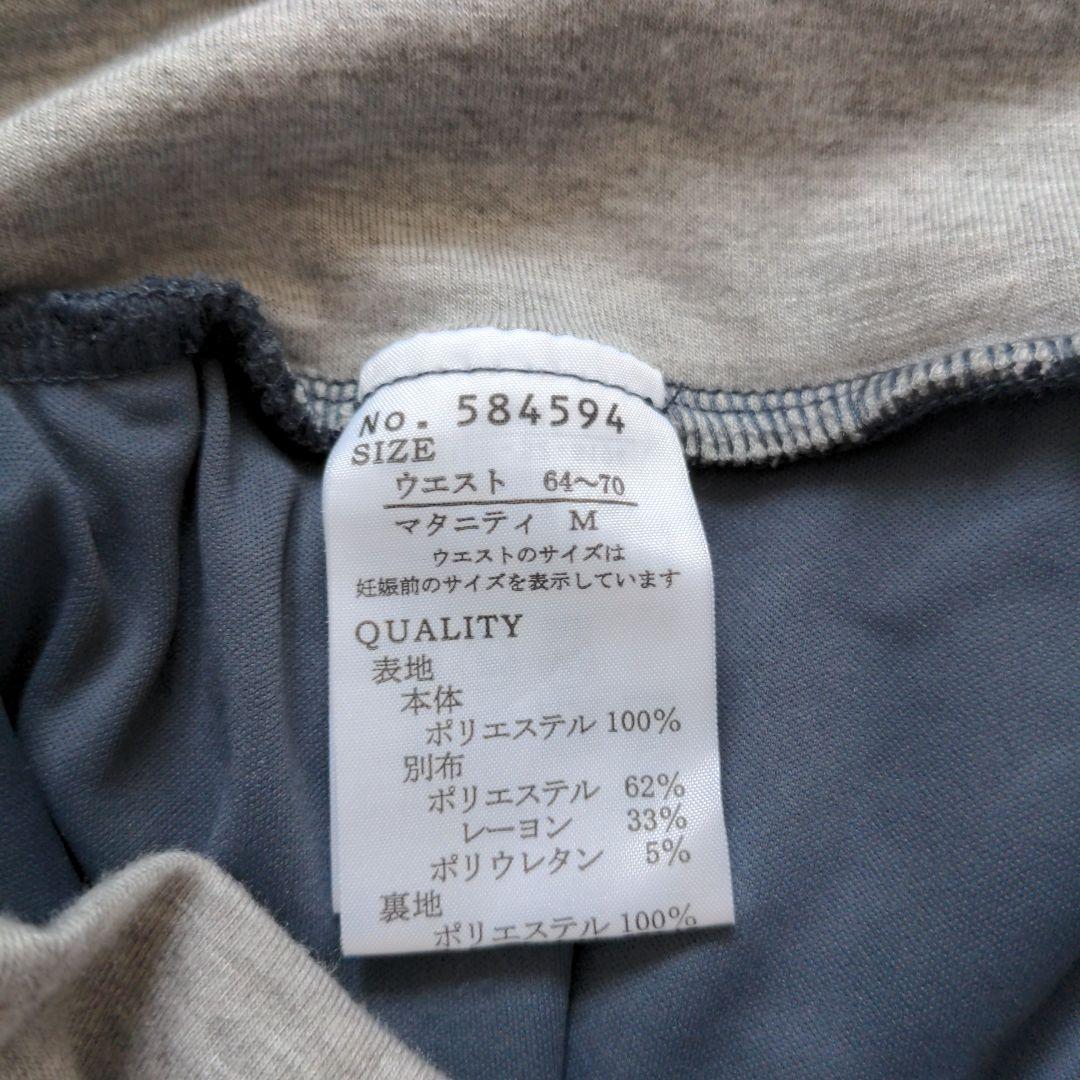 NO. 584594
SIZE
ウエスト 64〜70
マタニティ M
ウエストのサイズは
妊娠前のサイズを表示しています
QUALITY
表地
本体
ポリエステル 100%
別布
ポリエステル 62%
レーヨン 33%
ポリウレタン 5%
裏地
ポリエステル 100%